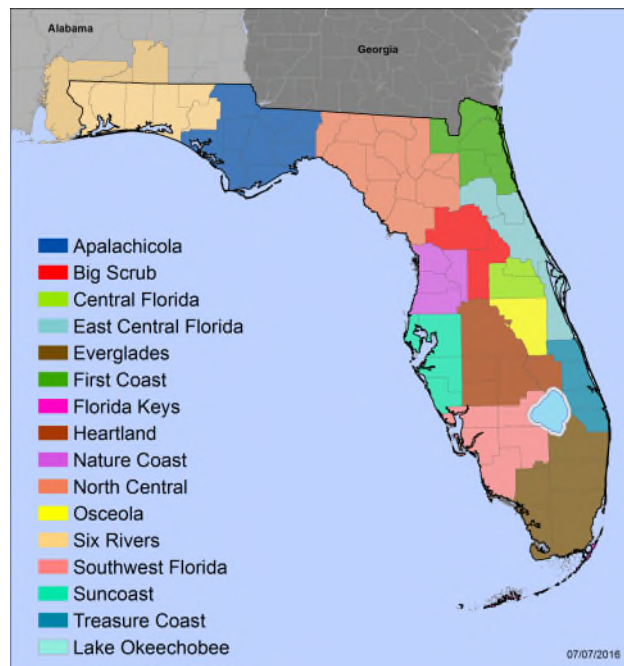 Alabama
Georgia
Apalachicola
Big Scrub
Central Florida
East Central Florida
Everglades
First Coast
Florida Keys
Heartland
Nature Coast
North Central
Osceola
Six Rivers
Southwest Florida
Suncoast
Treasure Coast
Lake Okeechobee
07/07/2016